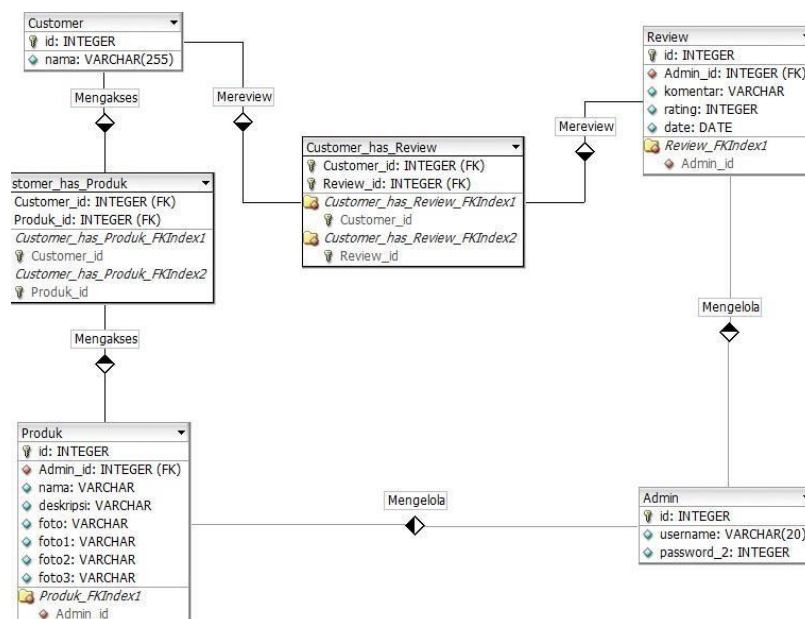 Customer
id: INTEGER
nama: VARCHAR(255)
Mengakses
Mereview
Review
id: INTEGER
Admin_id: INTEGER (FK)
komentar: VARCHAR
rating: INTEGER
date: DATE
Review_FKIndex1
Admin_id
Mereview
Customer_has_Review
Customer_id: INTEGER (FK)
Review_id: INTEGER (FK)
Customer_has_Review_FKIndex1
Customer_id
Customer_has_Review_FKIndex2
Review_id
stomer_has_Produk
Customer_id: INTEGER (FK)
Produk_id: INTEGER (FK)
Customer_has_Produk_FKIndex1
Customer_id
Customer_has_Produk_FKIndex2
Produk_id
Mengakses
Mengelola
Produk
id: INTEGER
Admin_id: INTEGER (FK)
nama: VARCHAR
deskripsi: VARCHAR
foto: VARCHAR
foto1: VARCHAR
foto2: VARCHAR
foto3: VARCHAR
Produk_FKIndex1
Admin_id
Mengelola
Admin
id: INTEGER
username: VARCHAR(20)
password_2: INTEGER